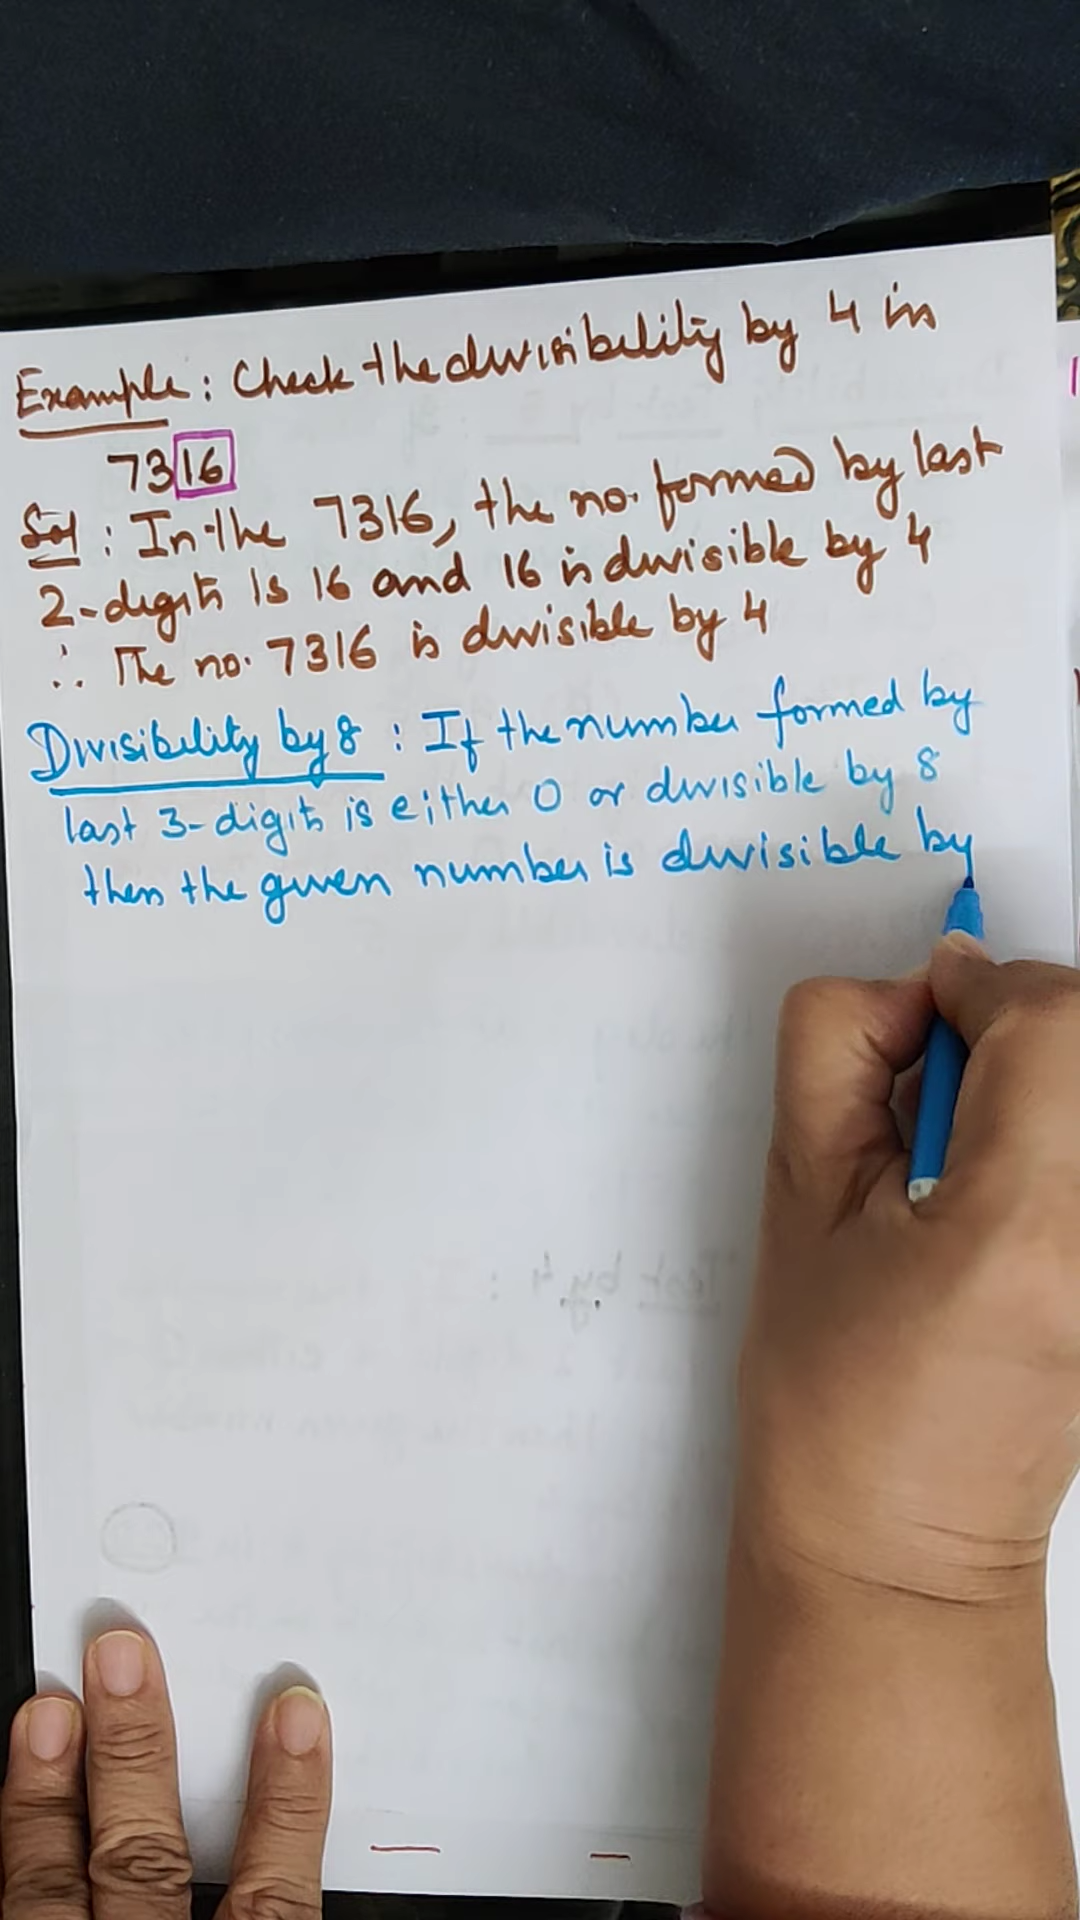 Example: Check the divisibility by 4 in
7316
Sol: In the 7316, the no. formed by last
2-digits is 16 and 16 is divisible by 4
∴ The no. 7316 is divisible by 4
Divisibility by 8: If the number formed by
last 3-digits is either 0 or divisible by 8
then the given number is divisible by